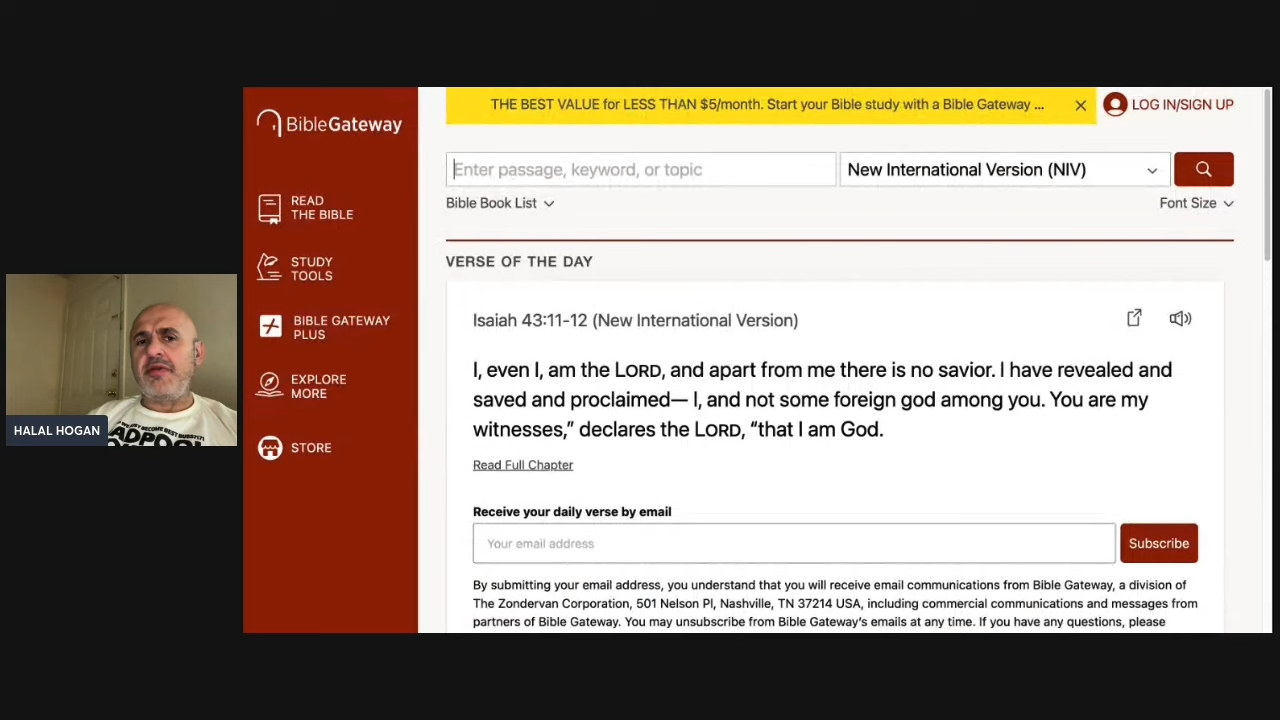 THE BEST VALUE for LESS THAN $5/month. Start your Bible study with a Bible Gateway ...
LOG IN/SIGN UP
BibleGateway
Enter passage, keyword, or topic
New International Version (NIV)
Bible Book List
Font Size
READ
THE BIBLE
STUDY
TOOLS
BIBLE GATEWAY
PLUS
EXPLORE
MORE
STORE
VERSE OF THE DAY
Isaiah 43:11-12 (New International Version)
I, even I, am the LORD, and apart from me there is no savior. I have revealed and
saved and proclaimed— I, and not some foreign god among you. You are my
witnesses,” declares the LORD, “that I am God.
Read Full Chapter
Receive your daily verse by email
Your email address
Subscribe
By submitting your email address, you understand that you will receive email communications from Bible Gateway, a division of
The Zondervan Corporation, 501 Nelson Pl, Nashville, TN 37214 USA, including commercial communications and messages from
partners of Bible Gateway. You may unsubscribe from Bible Gateway’s emails at any time. If you have any questions, please
HALAL HOGAN